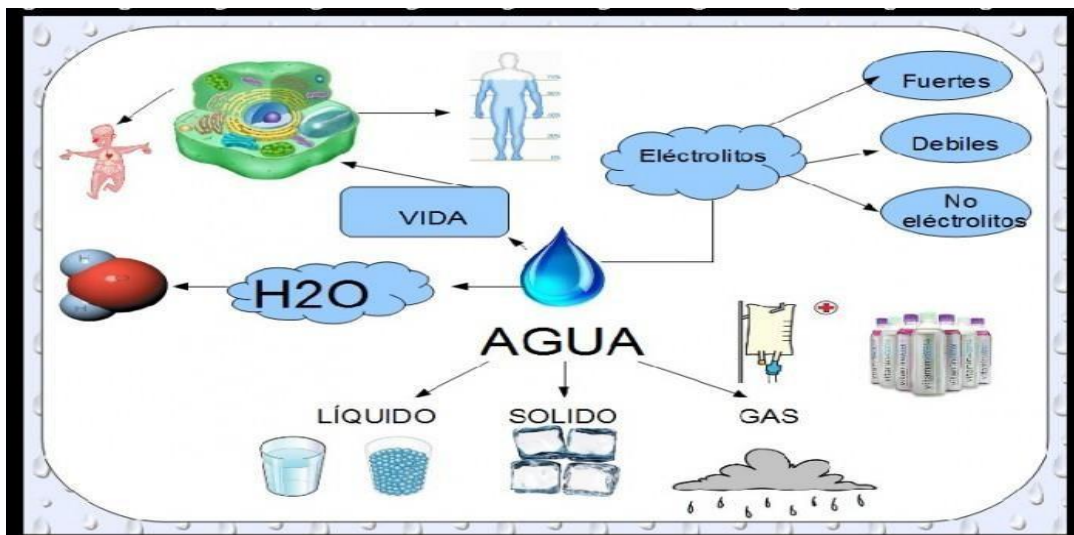 Fuertes
Eléctrolitos
Debiles
No
eléctrolitos
VIDA
H
H
H2O
AGUA
LÍQUIDO
SOLIDO
GAS